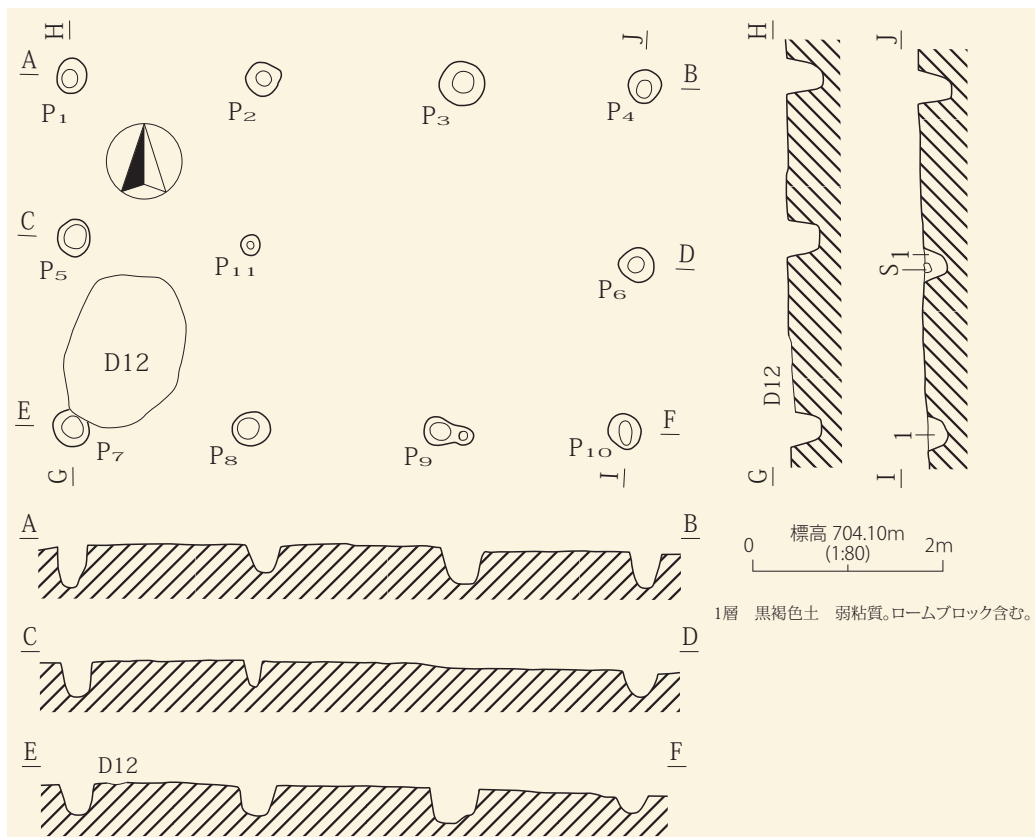 H
J
H
J
A
B
P₁
P₂
P₃
P₄
C
D
P₅
P₁₁
P₆
S
1
D12
D12
E
F
P₇
P₈
P₉
P₁₀
1
G
I
G
I
A
B
標高 704.10m
0
(1:80)
2m
1層 黒褐色土 弱粘質。ロームブロック含む。
C
D
E
D12
F